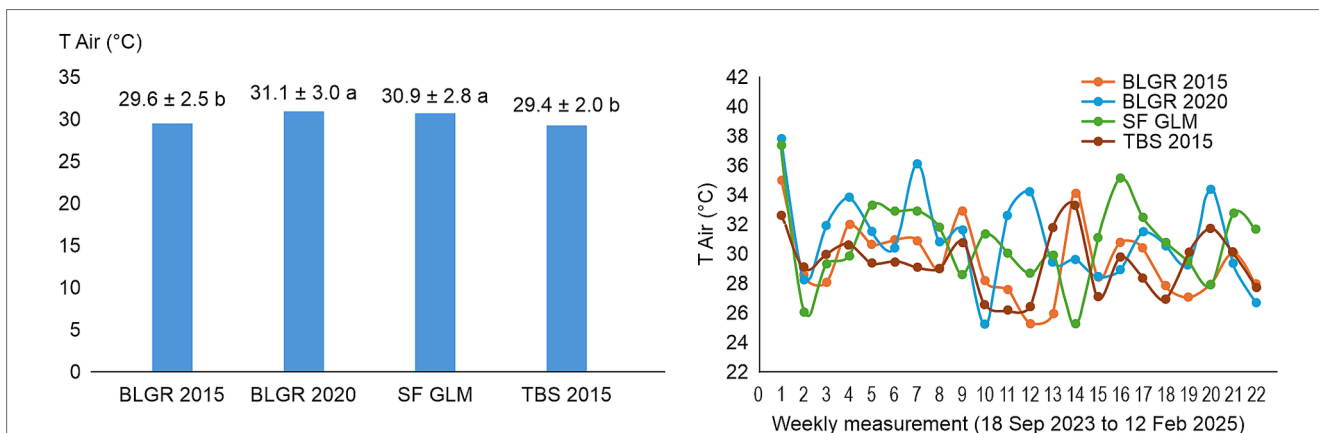 T Air (°C)
35
30
25
20
15
10
5
0
29.6 ± 2.5 b
31.1 ± 3.0 a
30.9 ± 2.8 a
29.4 ± 2.0 b
BLGR 2015
BLGR 2020
SF GLM
TBS 2015
T Air (°C)
42
40
38
36
34
32
30
28
26
24
22
BLGR 2015
BLGR 2020
SF GLM
TBS 2015
0 1 2 3 4 5 6 7 8 9 10 11 12 13 14 15 16 17 18 19 20 21 22
Weekly measurement (18 Sep 2023 to 12 Feb 2025)